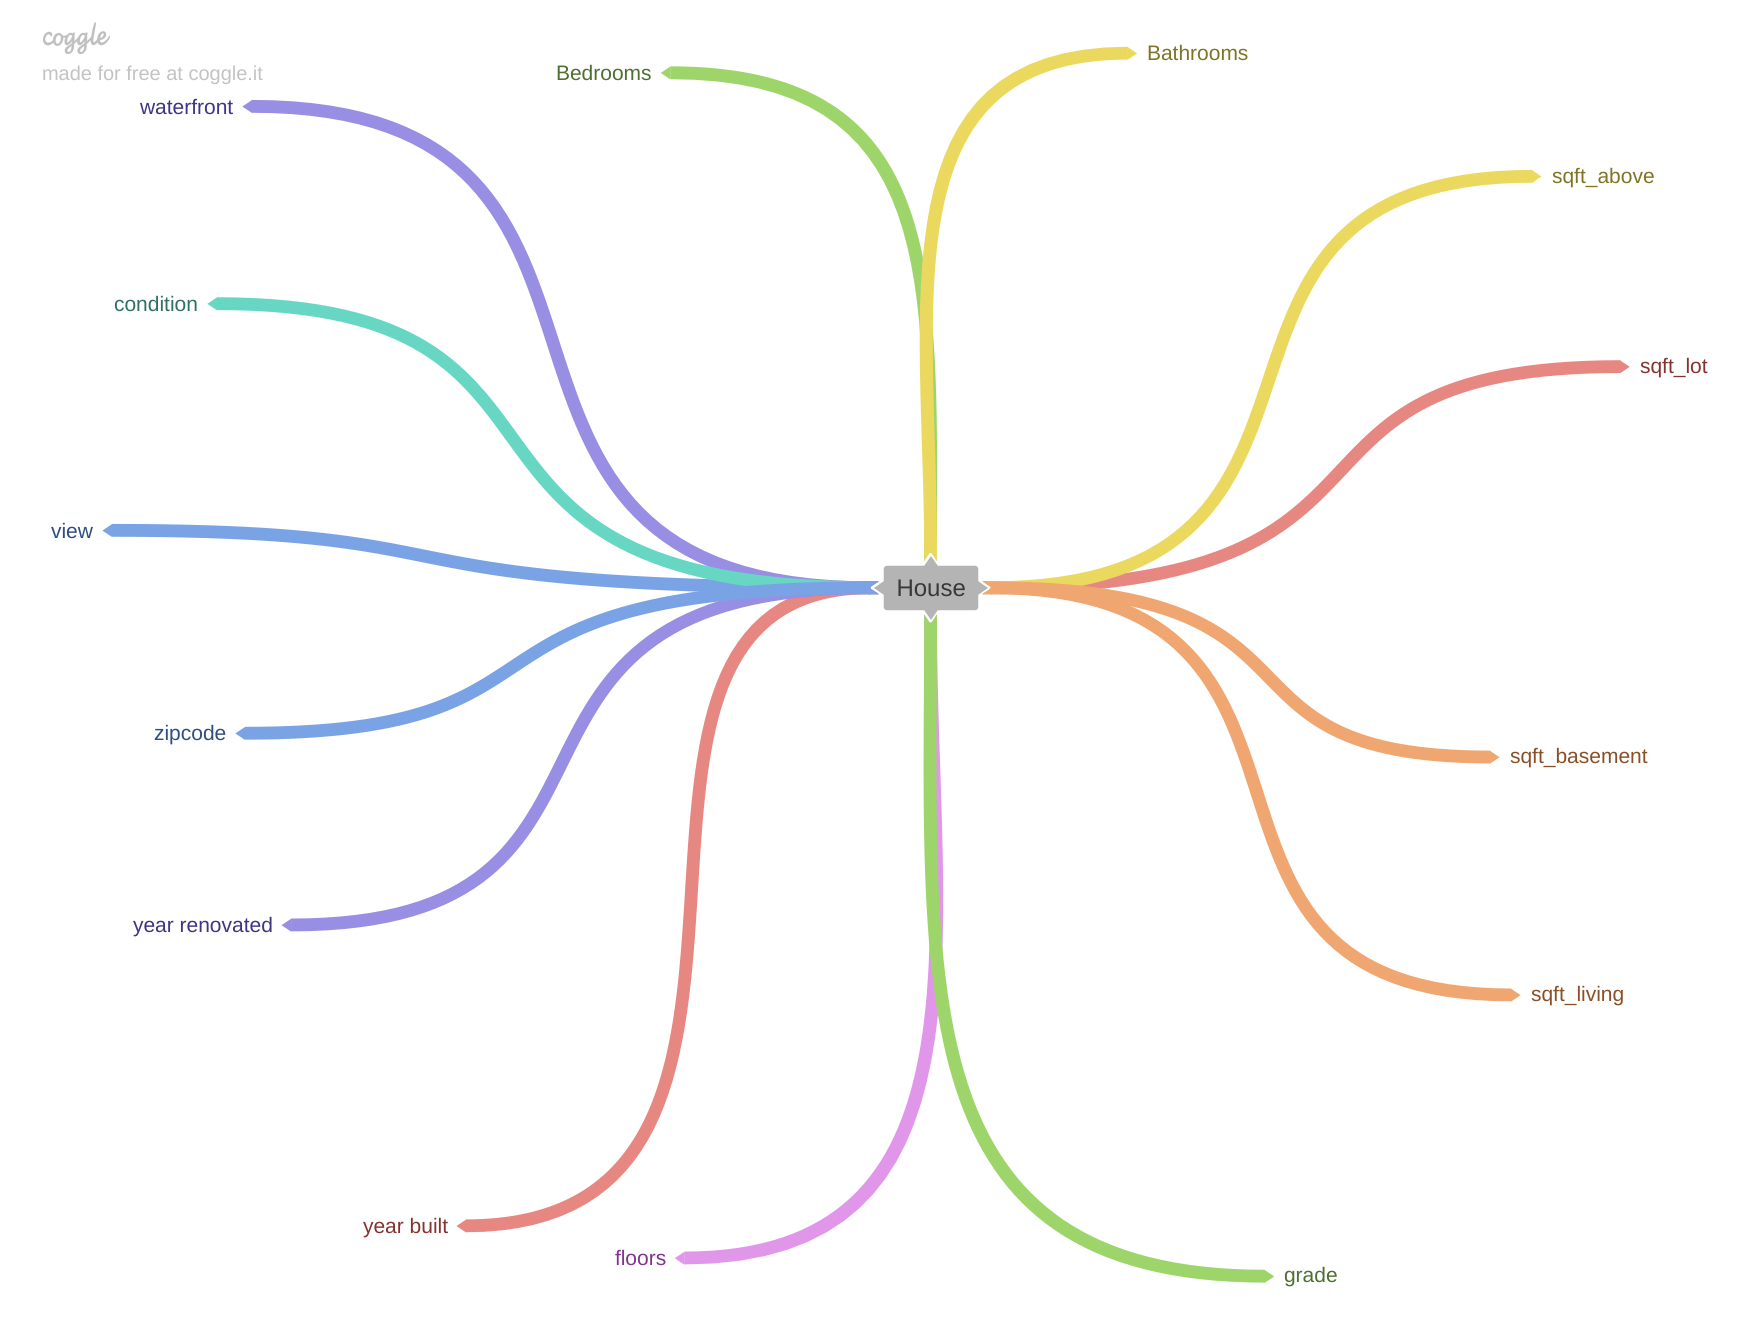 coggle
made for free at coggle.it
Bathrooms
Bedrooms
waterfront
sqft_above
condition
sqft_lot
view
House
zipcode
sqft_basement
year renovated
sqft_living
year built
floors
grade